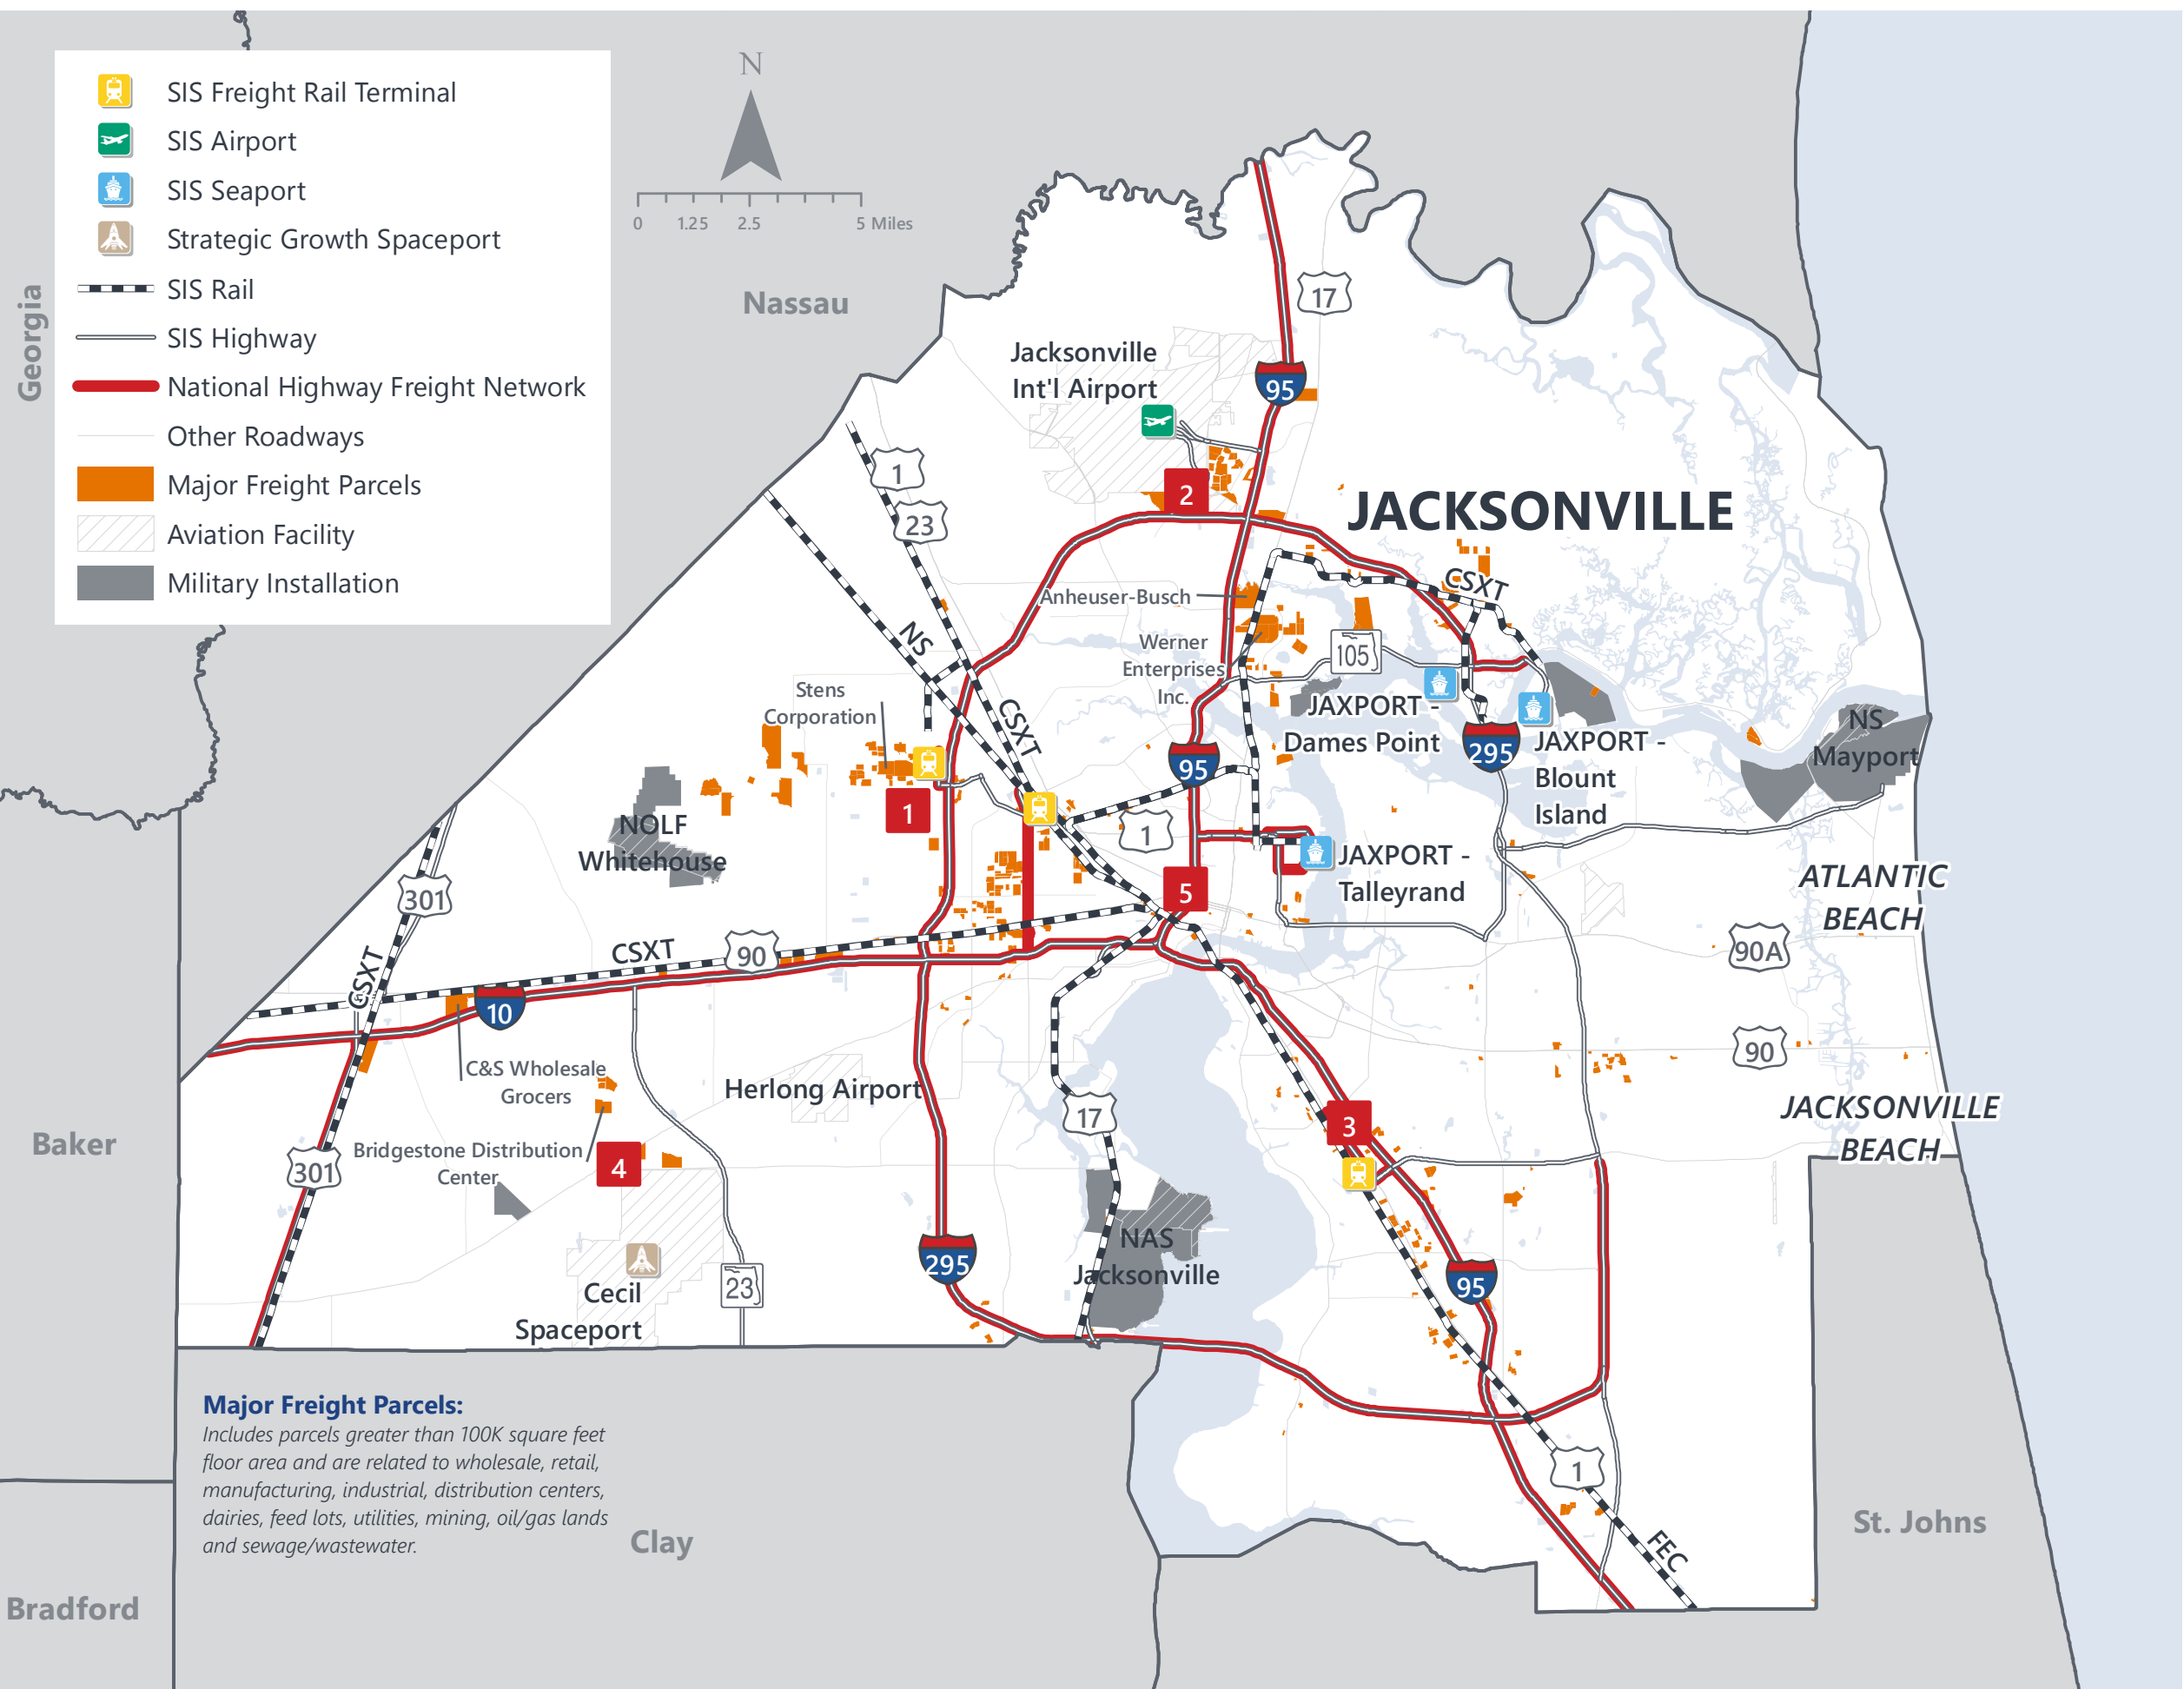 SIS Freight Rail Terminal
SIS Airport
SIS Seaport
Strategic Growth Spaceport
SIS Rail
SIS Highway
National Highway Freight Network
Other Roadways
Major Freight Parcels
Aviation Facility
Military Installation
N
0 1.25 2.5 5 Miles
Georgia
Nassau
17
Jacksonville
Int'l Airport
95
1
23
2
JACKSONVILLE
CSXT
Anheuser-Busch
NS
Werner
Enterprises
Inc.
105
Stens
Corporation
CSXT
JAXPORT -
Dames Point
295
JAXPORT -
Blount
Island
NS
Mayport
95
1
NOLF
Whitehouse
1
JAXPORT -
Talleyrand
5
ATLANTIC
BEACH
301
CSXT
CSXT
90
90A
10
90
C&S Wholesale
Grocers
Herlong Airport
17
3
JACKSONVILLE
BEACH
Baker
301
Bridgestone Distribution
Center
4
NAS
Jacksonville
295
95
23
Cecil
Spaceport
Major Freight Parcels:
Includes parcels greater than 100K square feet
floor area and are related to wholesale, retail,
manufacturing, industrial, distribution centers,
dairies, feed lots, utilities, mining, oil/gas lands
and sewage/wastewater.
1
FEC
Clay
St. Johns
Bradford